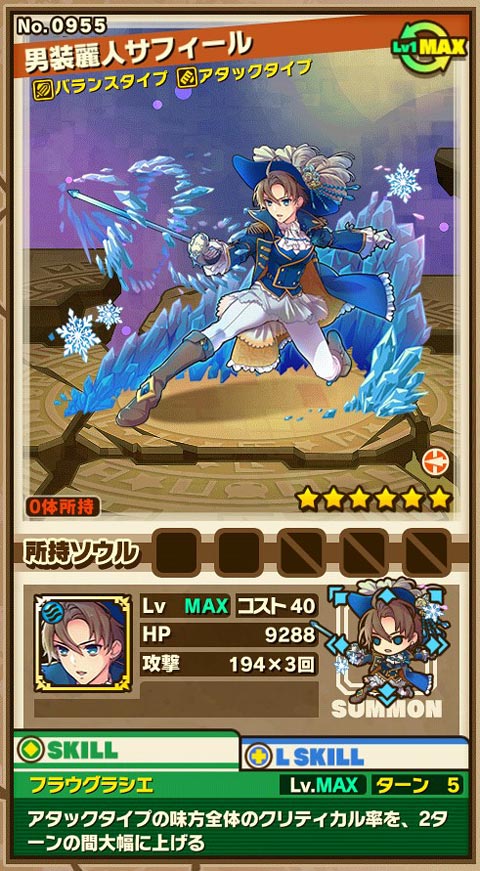 No.0955
男装麗人サフィール
Lv1 MAX
バランスタイプ アタックタイプ
0体所持
所持ソウル
Lv MAX コスト 40
HP 9288
攻撃 194×3回
SUMMON
SKILL
L SKILL
フラウグラシエ Lv.MAX ターン 5
アタックタイプの味方全体のクリティカル率を、2ターンの間大幅に上げる